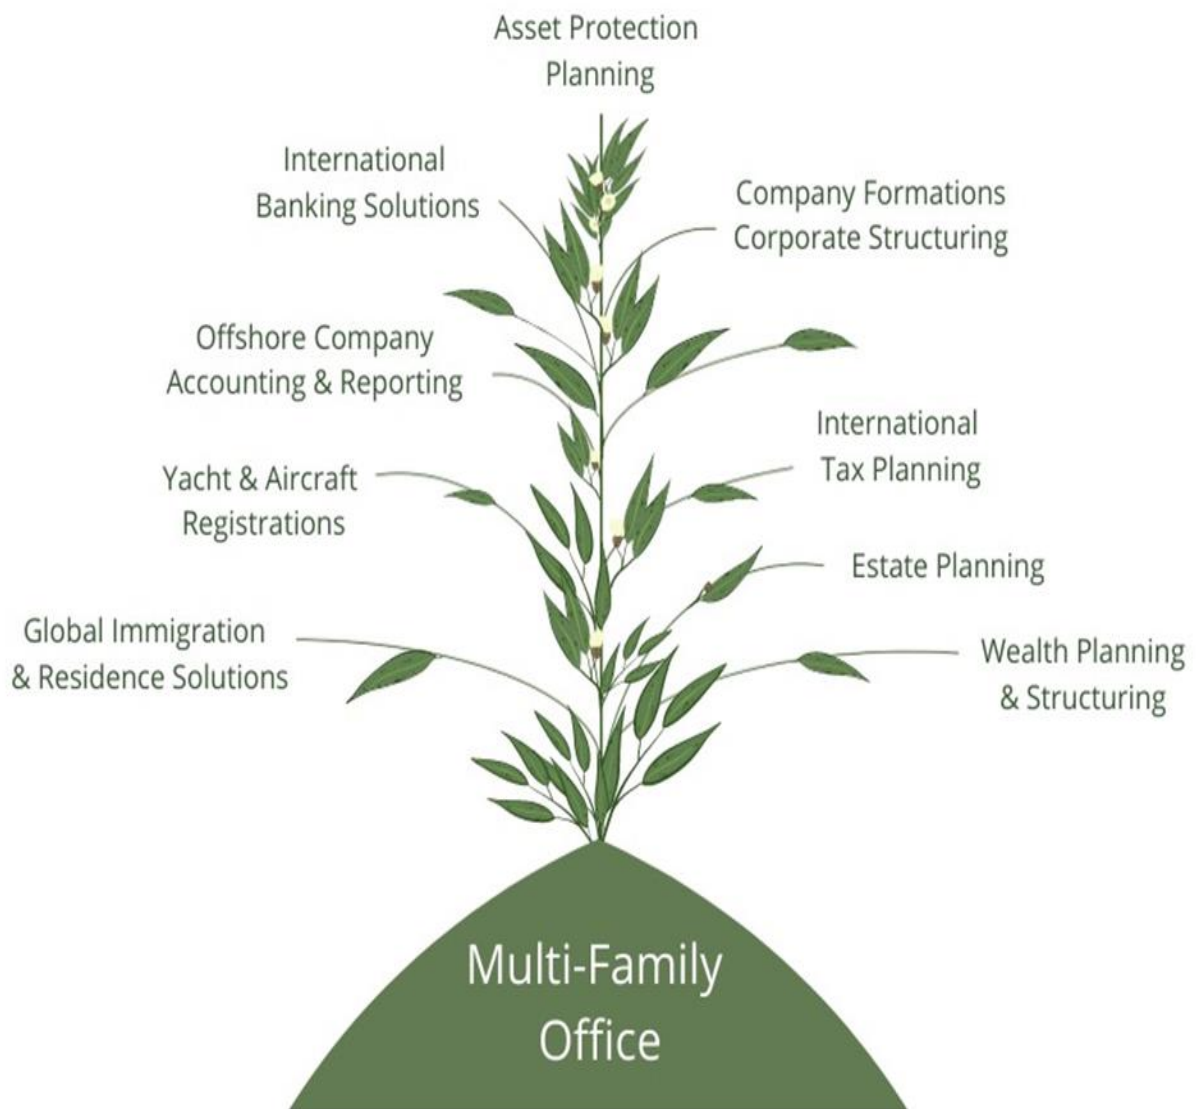 Asset Protection
Planning
International
Banking Solutions
Company Formations
Corporate Structuring
Offshore Company
Accounting & Reporting
International
Tax Planning
Yacht & Aircraft
Registrations
Estate Planning
Global Immigration
& Residence Solutions
Wealth Planning
& Structuring
Multi-Family
Office